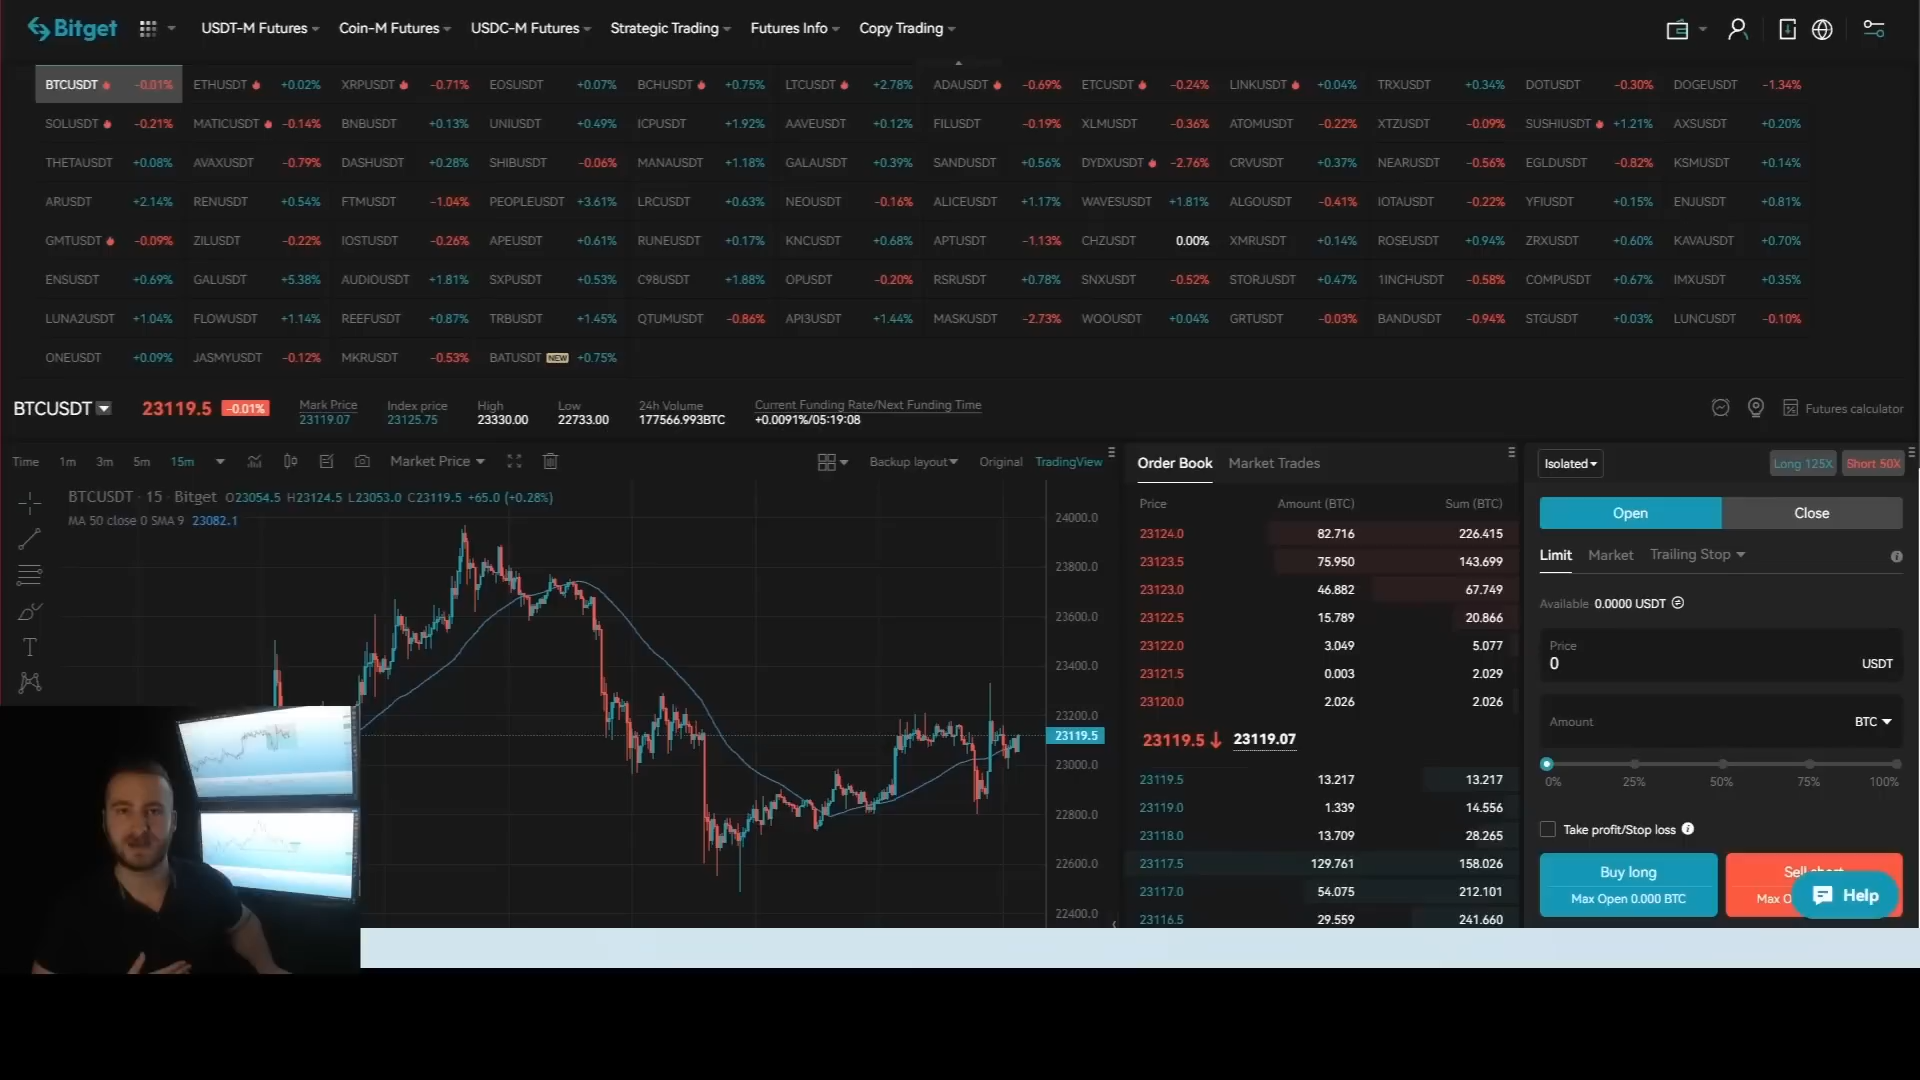 Bitget USDT-M Futures Coin-M Futures USDC-M Futures Strategic Trading Futures Info Copy Trading
BTCUSDT -0.01% ETHUSDT +0.02% XRPUSDT -0.71% EOSUSDT +0.07% BCHUSDT +0.75% LTCUSDT +2.78% ADAUSDT -0.69% ETCUSDT -0.24% LINKUSDT +0.04% TRXUSDT +0.34% DOTUSDT -0.30% DOGEUSDT -1.34%
SOLUSDT -0.21% MATICUSDT -0.14% BNBUSDT +0.13% UNIUSDT +0.49% ICPUSDT +1.92% AAVEUSDT +0.12% FILUSDT -0.19% XLMUSDT -0.36% ATOMUSDT -0.22% XTZUSDT -0.09% SUSHIUSDT +1.21% AXSUSDT +0.20%
THETAUSDT +0.08% AVAXUSDT -0.79% DASHUSDT +0.28% SHIBUSDT -0.06% MANAUSDT +1.18% GALAUSDT +0.39% SANDUSDT +0.56% DYDXUSDT -2.76% CRVUSDT +0.37% NEARUSDT -0.56% EGLDUSDT -0.82% KSMUSDT +0.14%
ARUSDT +2.14% RENUSDT +0.54% FTMUSDT -1.04% PEOPLEUSDT +3.61% LRCUSDT +0.63% NEOUSDT -0.16% ALICEUSDT +1.17% WAVESUSDT +1.81% ALGOUSDT -0.41% IOTAUSDT -0.22% YFIUSDT +0.15% ENJUSDT +0.81%
GMTUSDT -0.09% ZILUSDT -0.22% IOSTUSDT -0.26% APEUSDT +0.61% RUNEUSDT +0.17% KNCUSDT +0.68% APTUSDT -1.13% CHZUSDT 0.00% XMRUSDT +0.14% ROSEUSDT +0.94% ZRXUSDT +0.60% KAVAUSDT +0.70%
ENSUSDT +0.69% GALUSDT +5.38% AUDIOUSDT +1.81% SXPUSDT +0.53% C98USDT +1.88% OPUSDT -0.20% RSRUSDT +0.78% SNXUSDT -0.52% STORJUSDT +0.47% 1INCHUSDT -0.58% COMPUSDT +0.67% IMXUSDT +0.35%
LUNA2USDT +1.04% FLOWUSDT +1.14% REEFUSDT +0.87% TRBUSDT +1.45% QTUMUSDT -0.86% API3USDT +1.44% MASKUSDT -2.73% WOOUSDT +0.04% GRTUSDT -0.03% BANDUSDT -0.94% STGUSDT +0.03% LUNCUSDT -0.10%
ONEUSDT +0.09% JASMYUSDT -0.12% MKRUSDT -0.53% BATUSDT NEW +0.75%
BTCUSDT 23119.5 -0.01% Mark Price Index price High Low 24h Volume Current Funding Rate/Next Funding Time Futures calculator
23119.07 23125.75 23330.00 22733.00 177566.993BTC +0.0091%/05:19:08
Time 1m 3m 5m 15m Market Price Backup layout Original TradingView
BTCUSDT · 15 · Bitget O23054.5 H23124.5 L23053.0 C23119.5 +65.0 (+0.28%)
MA 50 close 0 SMA 9 23082.1
24000.0
23800.0
23600.0
23400.0
23200.0
23119.5
23000.0
22800.0
22600.0
22400.0
Order Book Market Trades
Price Amount (BTC) Sum (BTC)
23124.0 82.716 226.415
23123.5 75.950 143.699
23123.0 46.882 67.749
23122.5 15.789 20.866
23122.0 3.049 5.077
23121.5 0.003 2.029
23120.0 2.026 2.026
23119.5 23119.07
23119.5 13.217 13.217
23119.0 1.339 14.556
23118.0 13.709 28.265
23117.5 129.761 158.026
23117.0 54.075 212.101
23116.5 29.559 241.660
Isolated Long 125X Short 50X
Open Close
Limit Market Trailing Stop
Available 0.0000 USDT
Price
0 USDT
Amount BTC
0% 25% 50% 75% 100%
Take profit/Stop loss
Buy long
Max Open 0.000 BTC
Sell short
Max O
Help